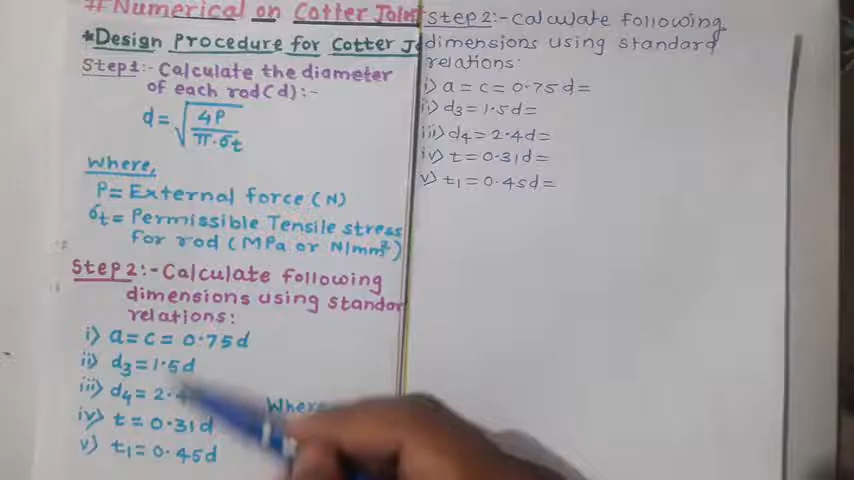 # Numerical on Cotter Joint
*Design Procedure for Cotter Jo
Step1:- Calculate the diameter
of each rod(d):-
d = √4P/π.σt
Where,
P= External force (N)
σt= Permissible Tensile stress
for rod (MPa or N/mm²)
Step2:- Calculate following
dimensions using standar
relations:
i) a = c = 0.75d
ii) d3 = 1.5d
iii) d4 = 2.4
iv) t = 0.31d
v) t1 = 0.45d
Where
Step2:- Calculate following
dimensions using standard
relations:
i) a = c = 0.75d=
ii) d3 = 1.5d=
iii) d4 = 2.4d=
iv) t = 0.31d=
v) t1 = 0.45d=